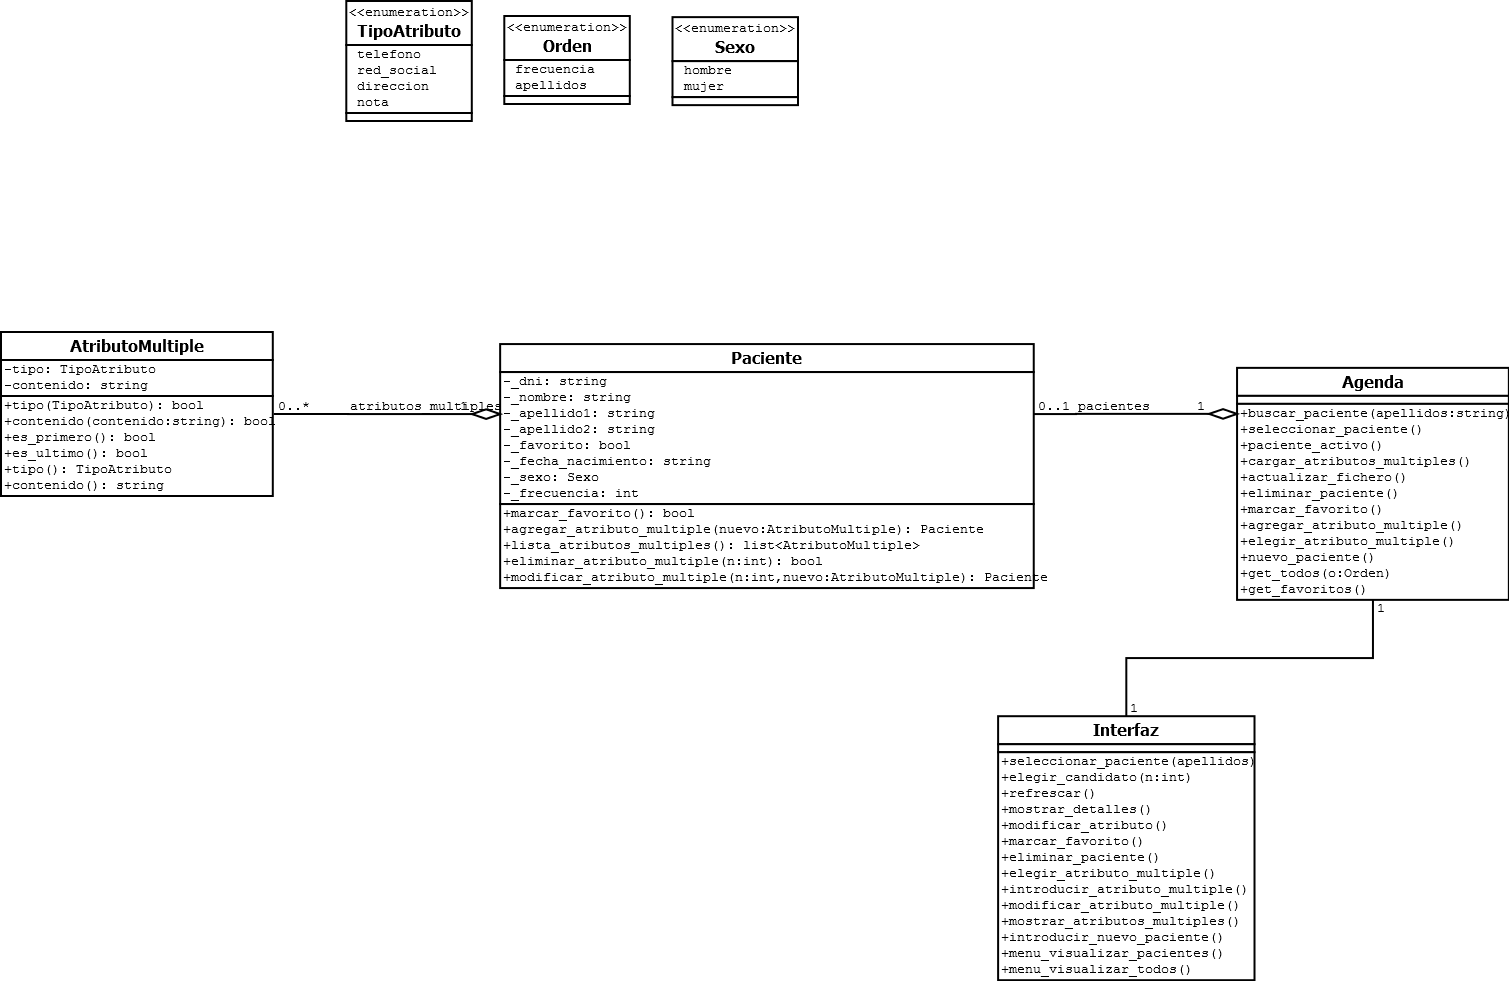 <<enumeration>>
TipoAtributo
telefono
red_social
direccion
nota
<<enumeration>>
Orden
frecuencia
apellidos
<<enumeration>>
Sexo
hombre
mujer
AtributoMultiple
-tipo: TipoAtributo
-contenido: string
+tipo(TipoAtributo): bool
+contenido(contenido:string): bool
+es_primero(): bool
+es_ultimo(): bool
+tipo(): TipoAtributo
+contenido(): string
0..*
atributos multiples
1
Paciente
-_dni: string
-_nombre: string
-_apellido1: string
-_apellido2: string
-_favorito: bool
-_fecha_nacimiento: string
-_sexo: Sexo
-_frecuencia: int
+marcar_favorito(): bool
+agregar_atributo_multiple(nuevo:AtributoMultiple): Paciente
+lista_atributos_multiples(): list<AtributoMultiple>
+eliminar_atributo_multiple(n:int): bool
+modificar_atributo_multiple(n:int,nuevo:AtributoMultiple): Paciente
0..1 pacientes
1
Agenda
+buscar_paciente(apellidos:string)
+seleccionar_paciente()
+paciente_activo()
+cargar_atributos_multiples()
+actualizar_fichero()
+eliminar_paciente()
+marcar_favorito()
+agregar_atributo_multiple()
+elegir_atributo_multiple()
+nuevo_paciente()
+get_todos(o:Orden)
+get_favoritos()
1
1
Interfaz
+seleccionar_paciente(apellidos)
+elegir_candidato(n:int)
+refrescar()
+mostrar_detalles()
+modificar_atributo()
+marcar_favorito()
+eliminar_paciente()
+elegir_atributo_multiple()
+introducir_atributo_multiple()
+modificar_atributo_multiple()
+mostrar_atributos_multiples()
+introducir_nuevo_paciente()
+menu_visualizar_pacientes()
+menu_visualizar_todos()